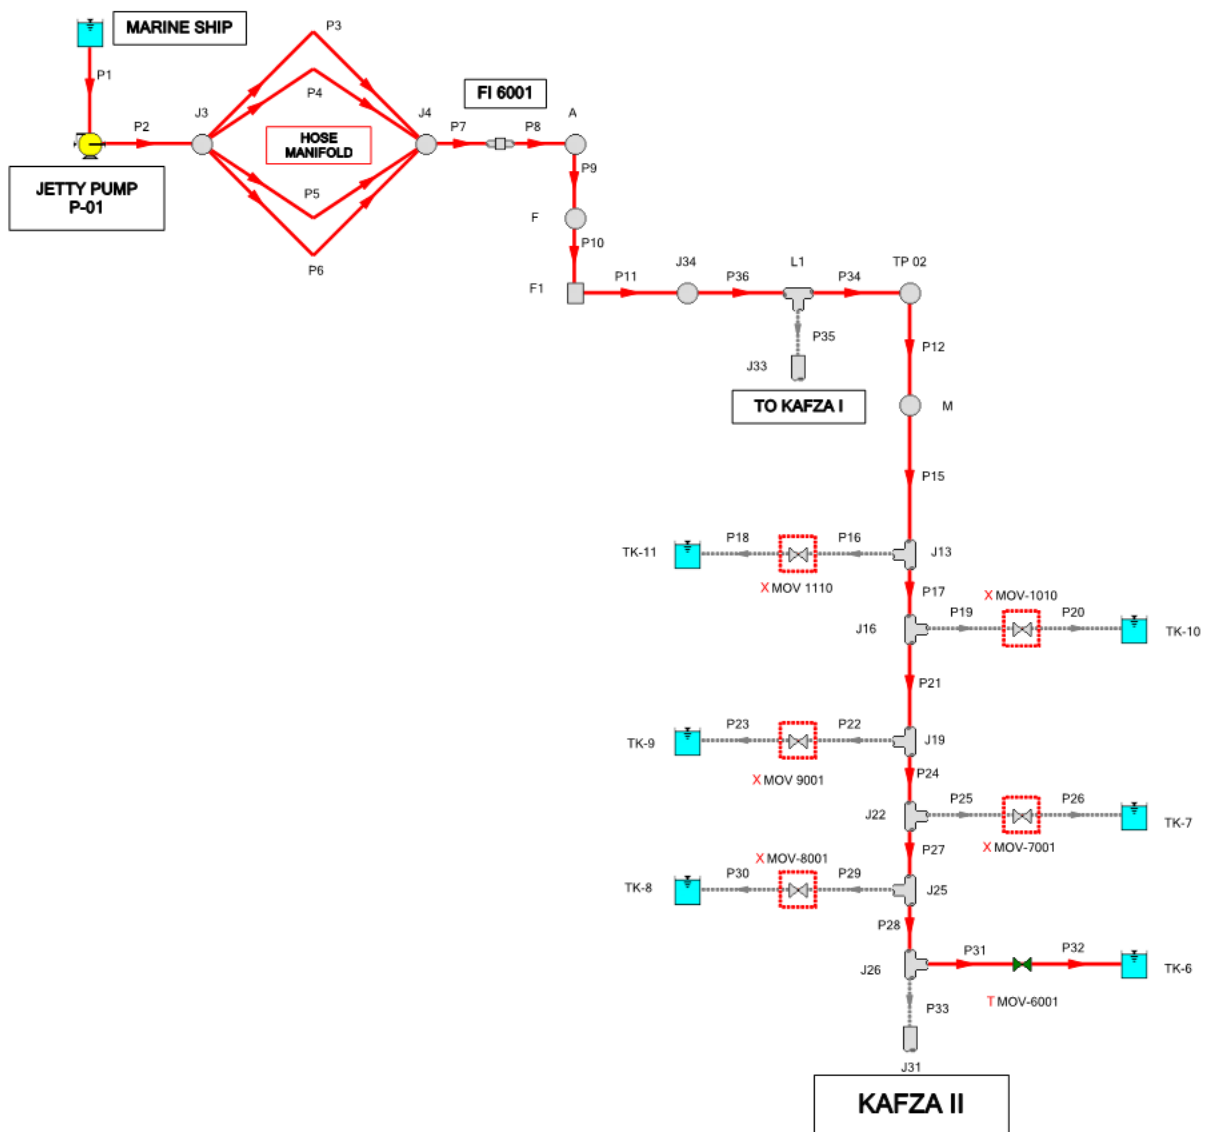 MARINE SHIP
P1
JETTY PUMP
P-01
P2
J3
P3
P4
HOSE
MANIFOLD
P5
P6
J4
P7
FI 6001
P8
A
P9
F
P10
F1
P11
J34
P36
L1
P34
TP 02
P35
J33
TO KAFZA I
P12
M
P15
TK-11
P18
P16
J13
X MOV 1110
P17
X MOV-1010
J16
P19
P20
TK-10
P21
TK-9
P23
P22
J19
X MOV 9001
P24
J22
P25
P26
TK-7
X MOV-7001
P27
X MOV-8001
TK-8
P30
P29
J25
P28
J26
P31
P32
TK-6
T MOV-6001
P33
J31
KAFZA II